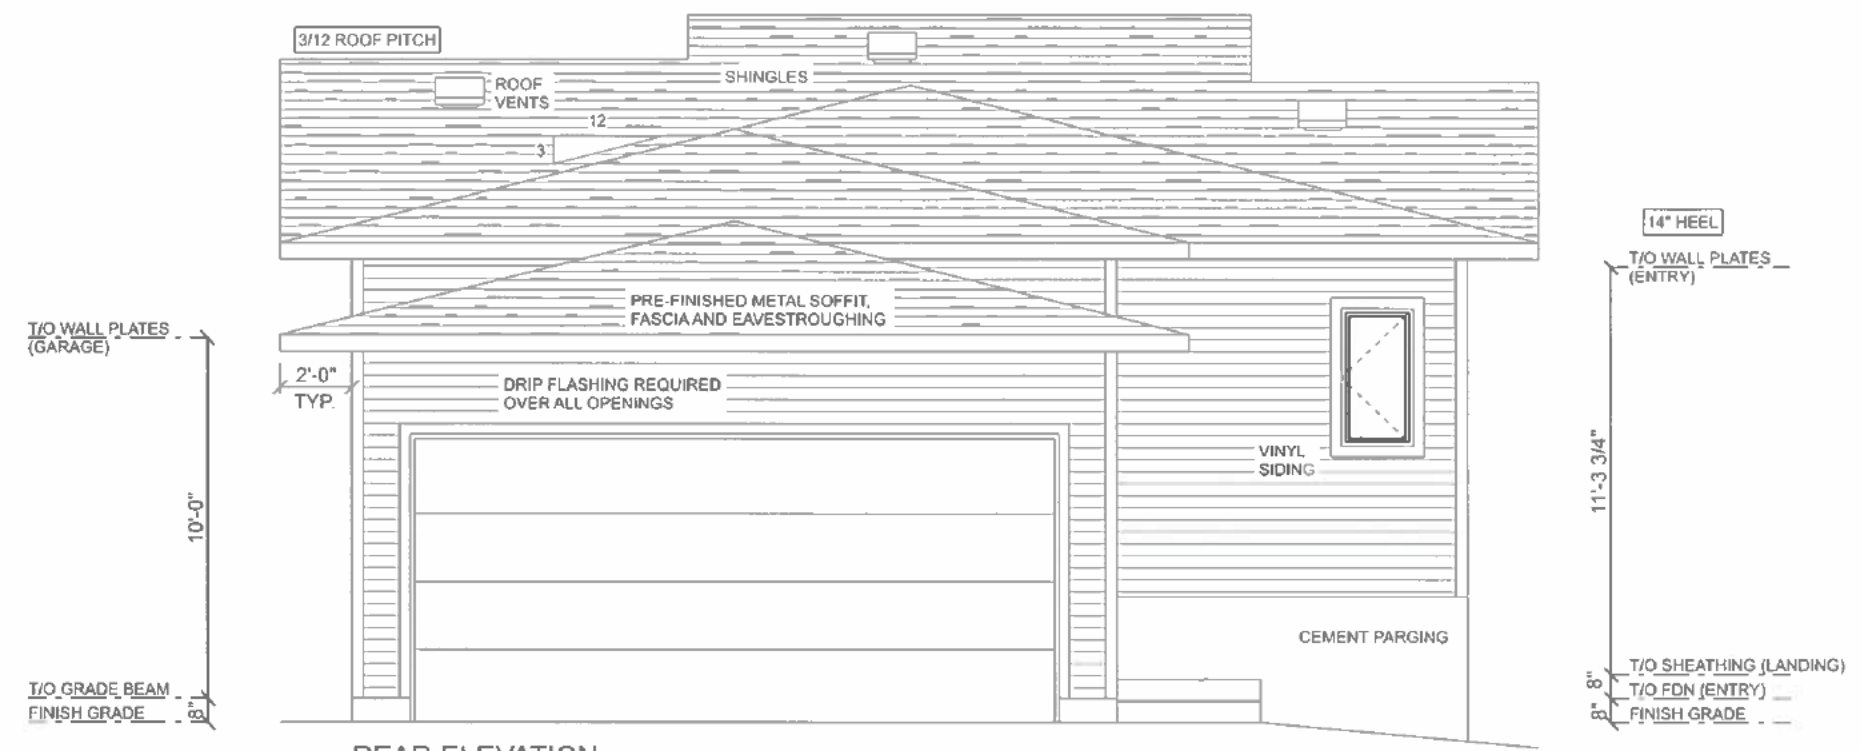 3/12 ROOF PITCH
ROOF
VENTS
SHINGLES
12
3
14" HEEL
T/O WALL PLATES
(ENTRY)
PRE-FINISHED METAL SOFFIT,
FASCIA AND EAVESTROUGHING
T/O WALL PLATES
(GARAGE)
2'-0"
TYP.
DRIP FLASHING REQUIRED
OVER ALL OPENINGS
VINYL
SIDING
10'-0"
11'-3 3/4"
CEMENT PARGING
T/O SHEATHING (LANDING)
8"
T/O GRADE BEAM
T/O FDN (ENTRY)
8"
FINISH GRADE
8"
FINISH GRADE
REAR ELEVATION